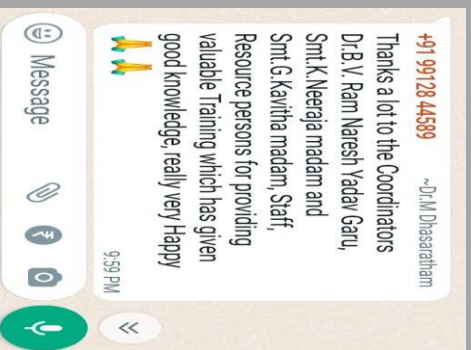 +91 99128 44589 ~Dr.M Dhasaratham
Thanks a lot to the Coordinators
Dr.B.V. Ram Naresh Yadav Garu,
Smt.K.Neeraja madam and
Smt.G.Kavitha madam, Staff,
Resource persons for providing
valuable Training which has given
good knowledge, really very Happy
🙏🙏
9:59 PM
Message